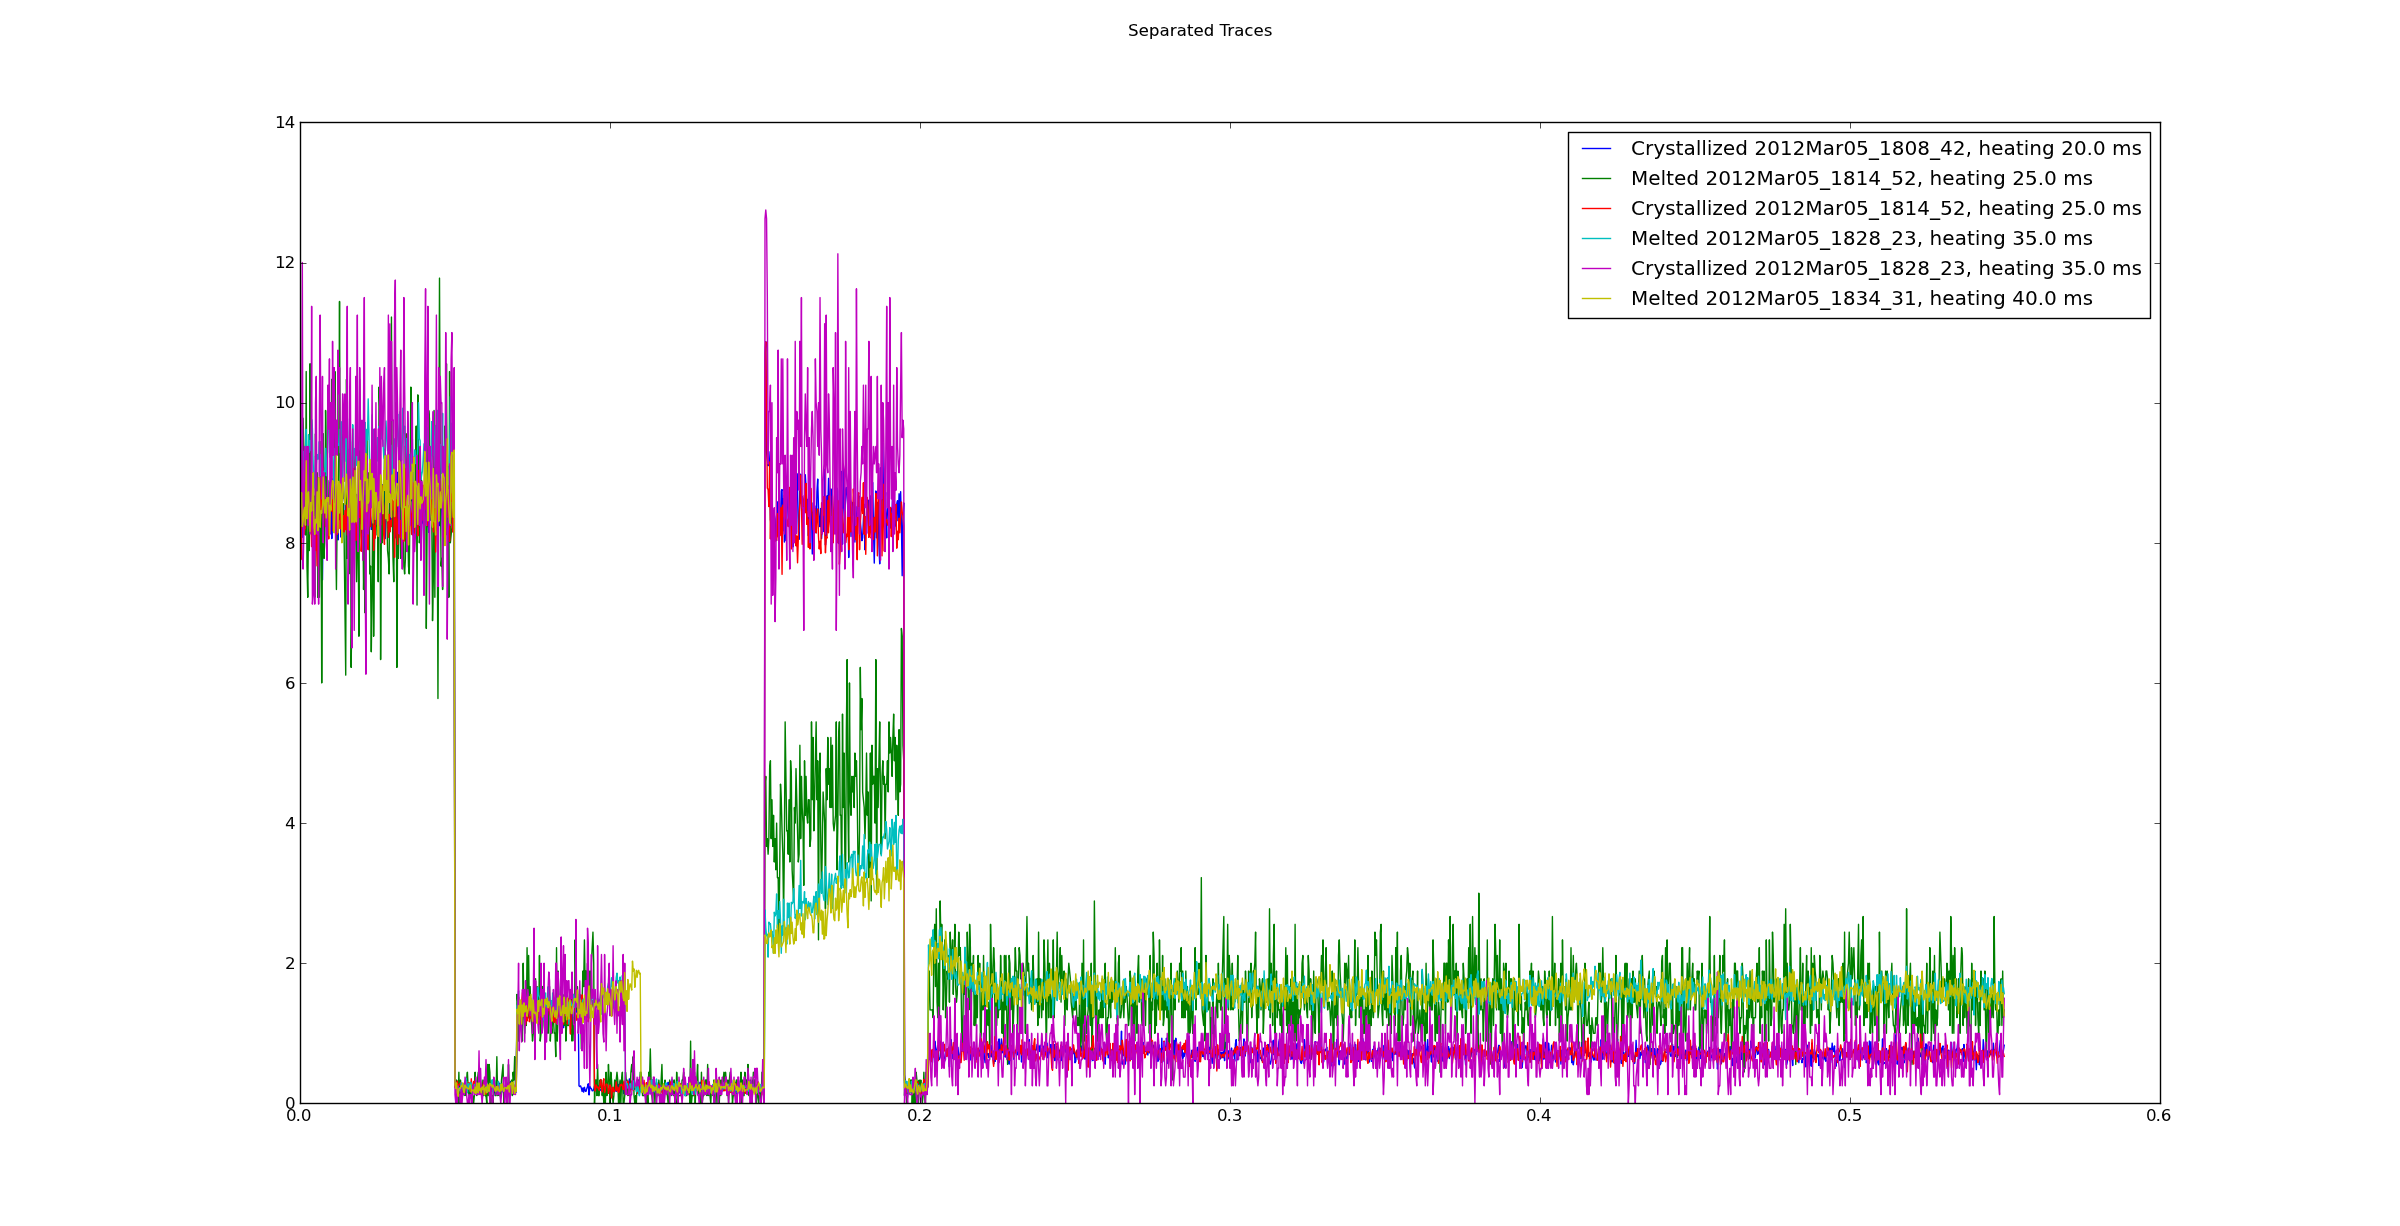 Separated Traces
14
12
10
8
6
4
2
0
0.0 0.1 0.2 0.3 0.4 0.5 0.6
Crystallized 2012Mar05_1808_42, heating 20.0 ms
Melted 2012Mar05_1814_52, heating 25.0 ms
Crystallized 2012Mar05_1814_52, heating 25.0 ms
Melted 2012Mar05_1828_23, heating 35.0 ms
Crystallized 2012Mar05_1828_23, heating 35.0 ms
Melted 2012Mar05_1834_31, heating 40.0 ms